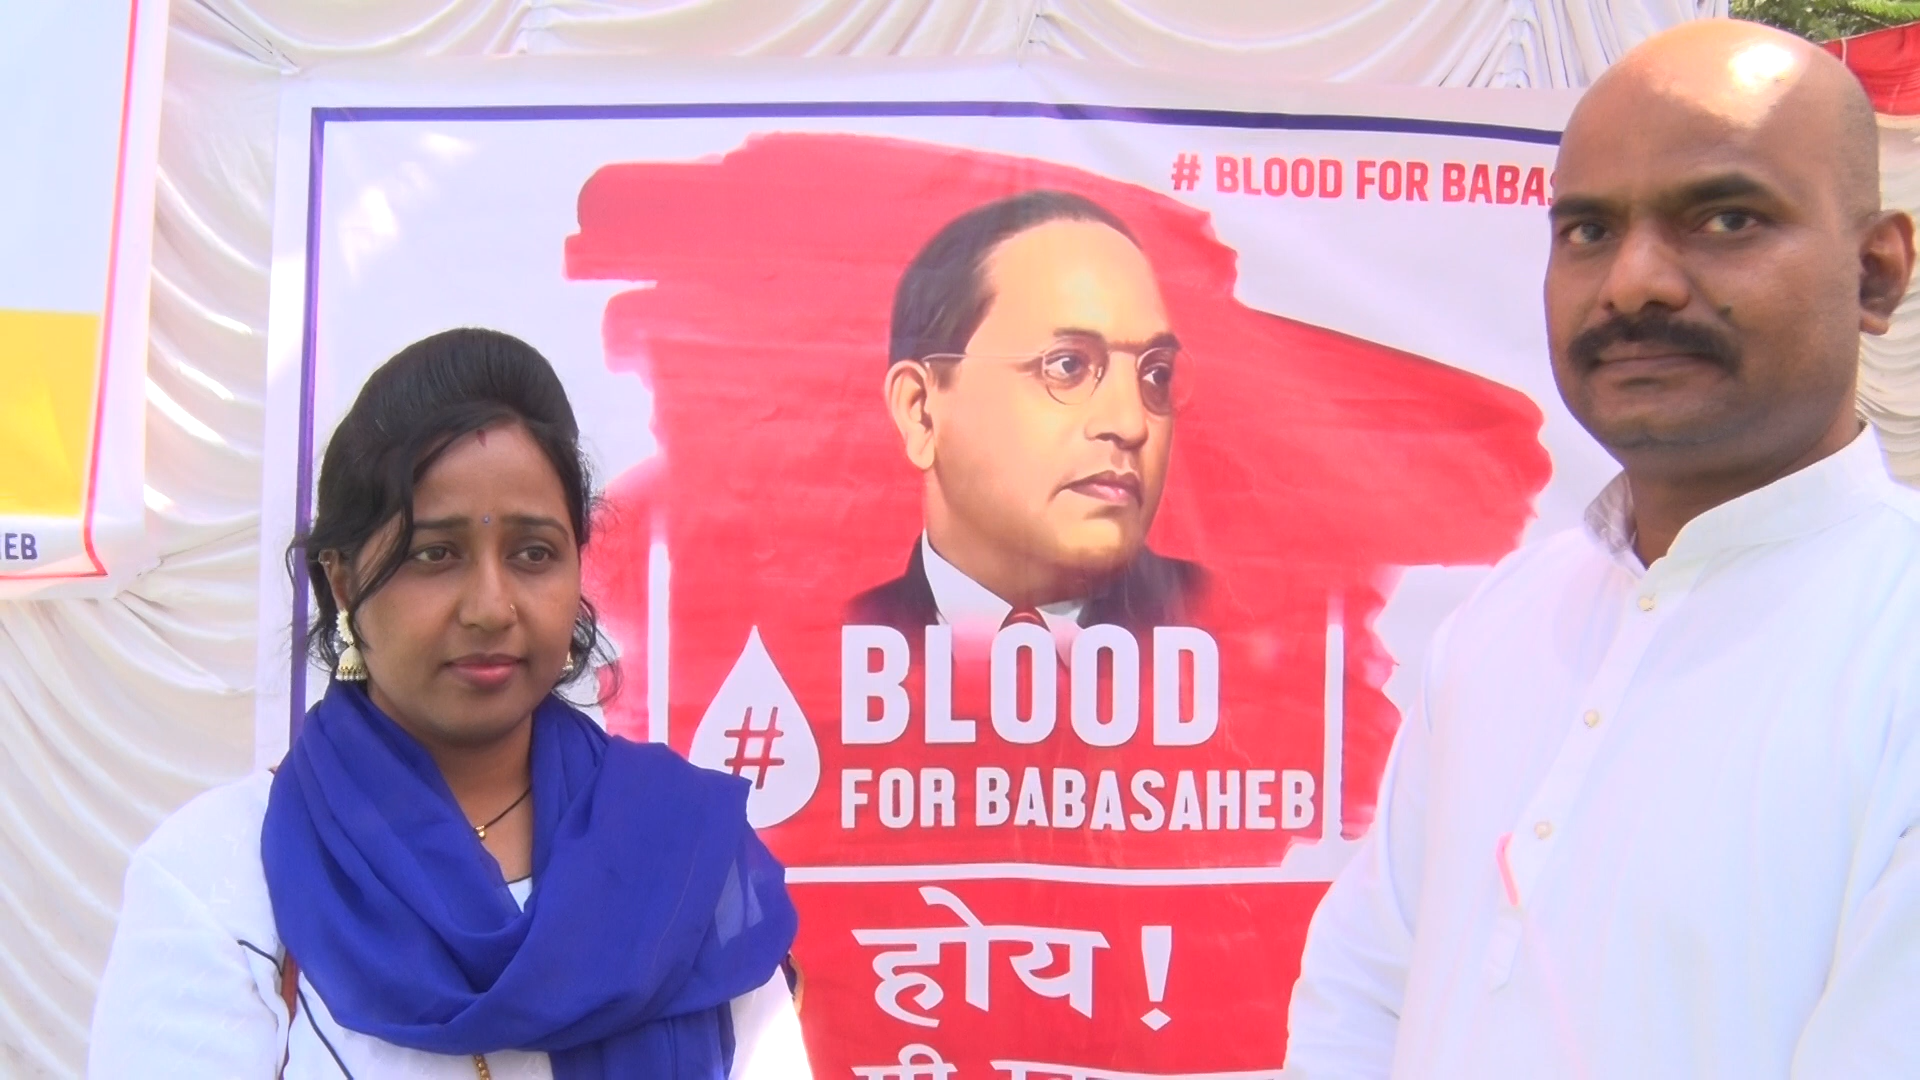 # BLOOD FOR BABAS
EB
#
BLOOD
FOR BABASAHEB
होय !